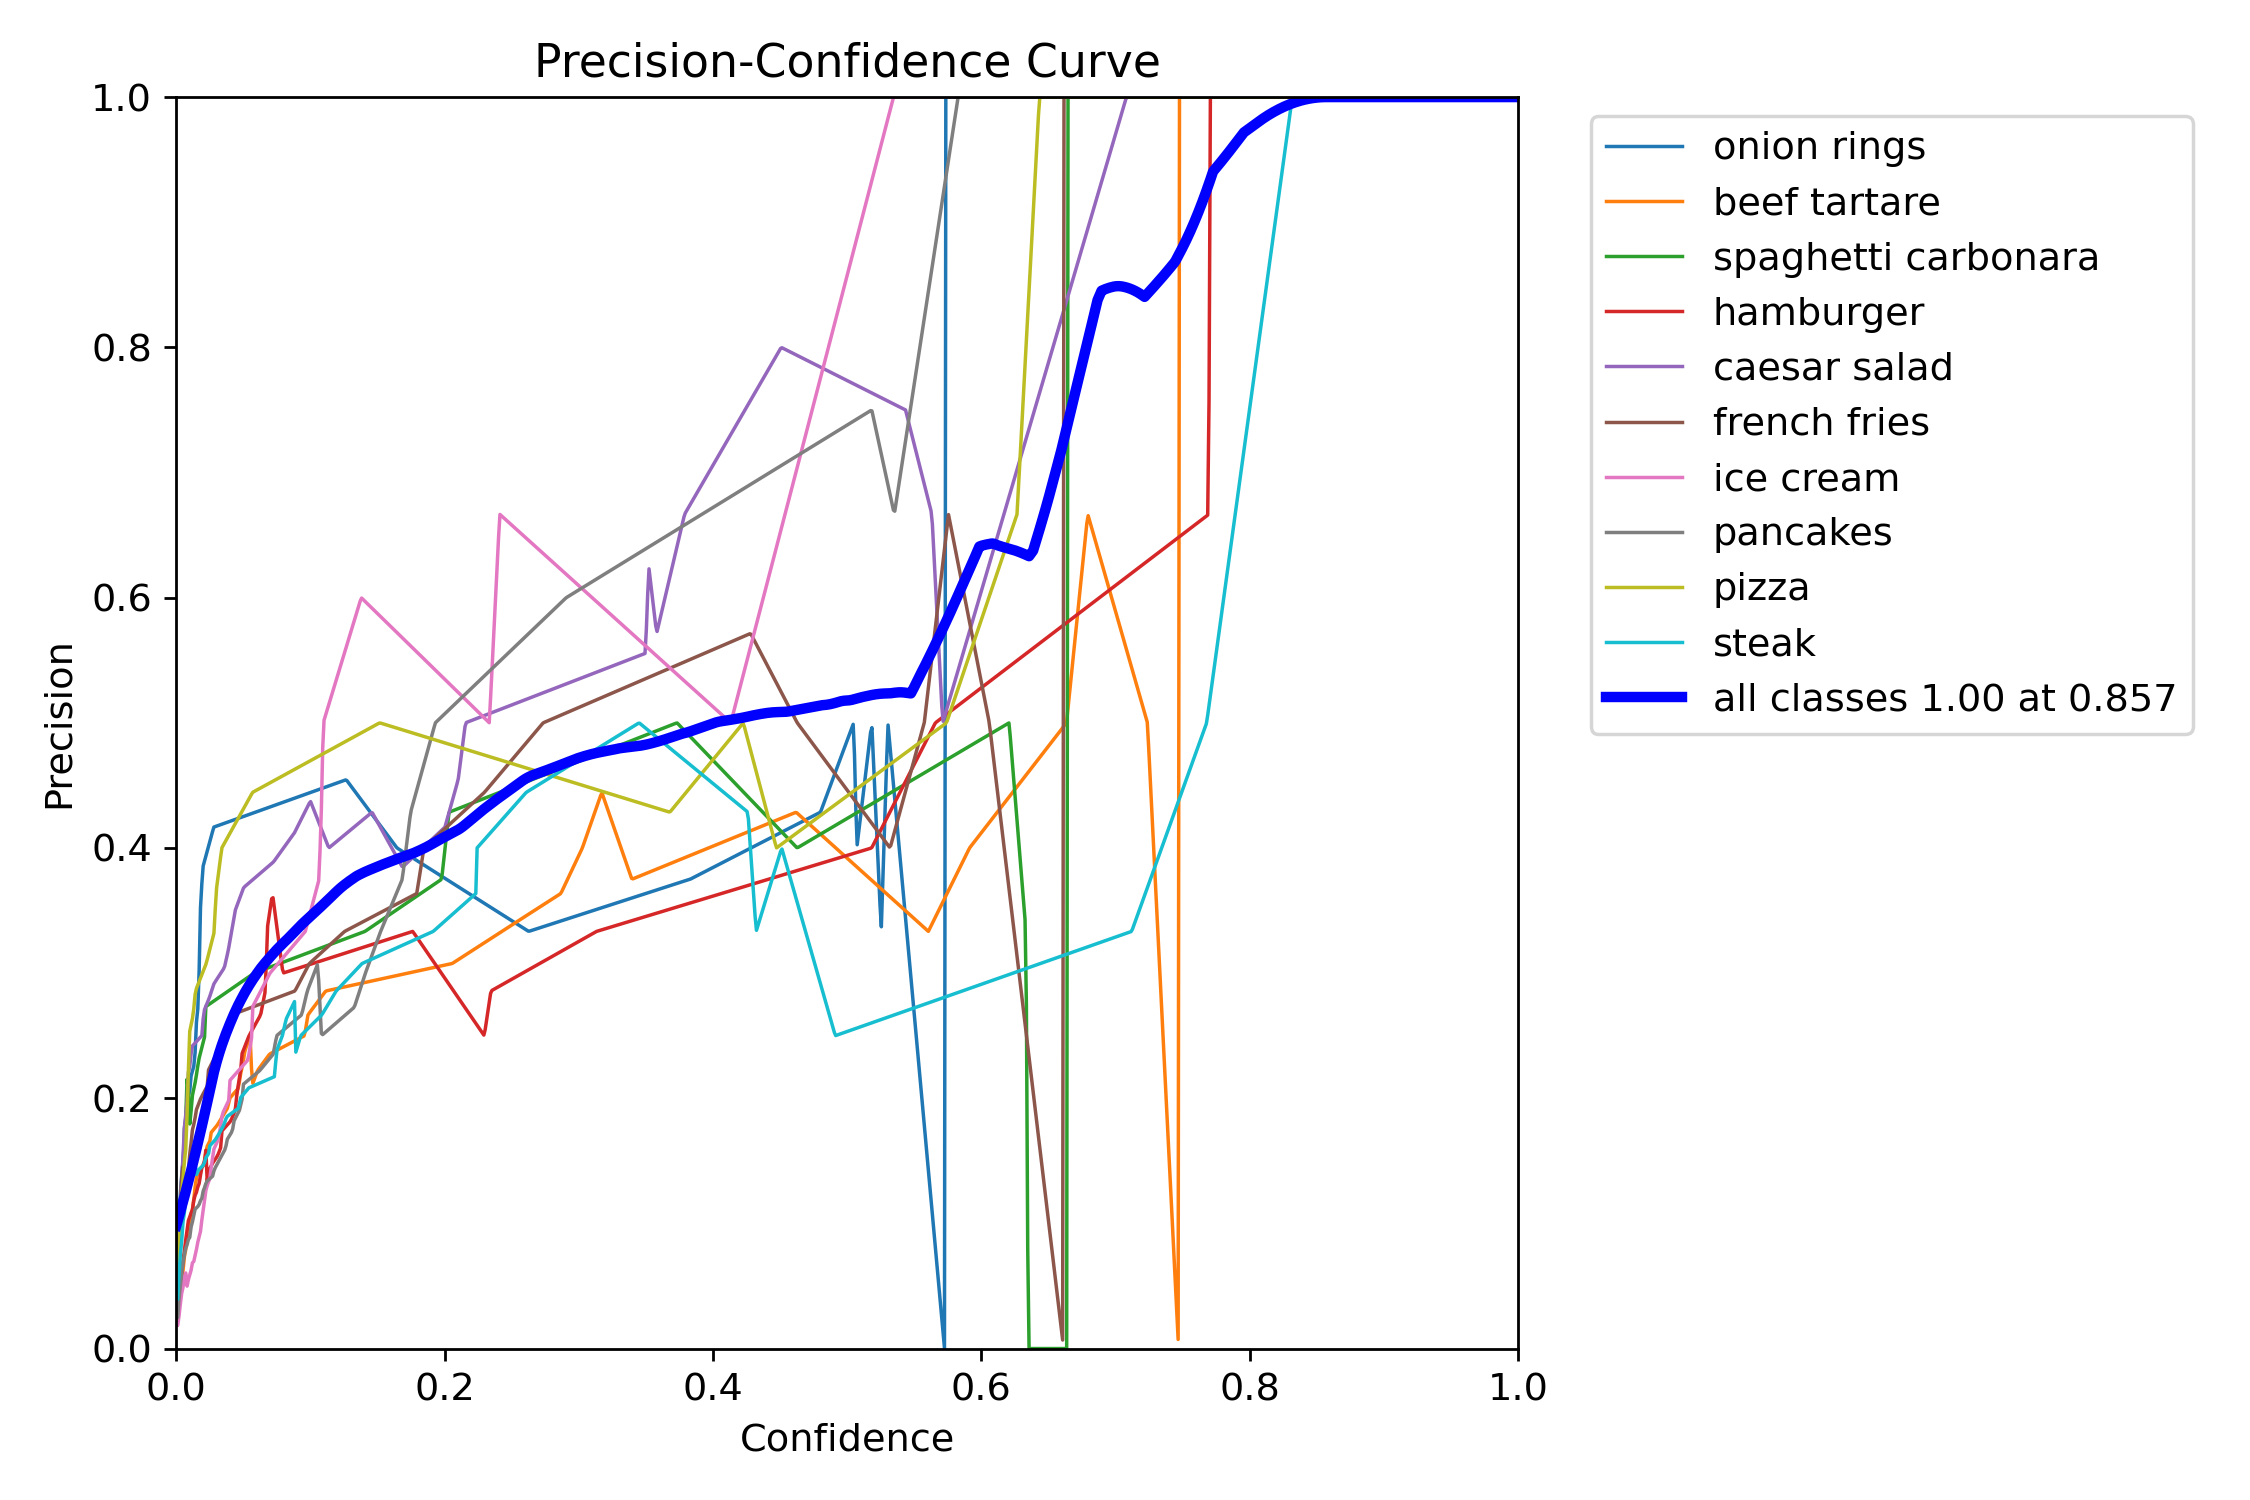 Precision-Confidence Curve
1.0
0.8
0.6
0.4
0.2
0.0
Precision
0.0 0.2 0.4 0.6 0.8 1.0
Confidence
onion rings
beef tartare
spaghetti carbonara
hamburger
caesar salad
french fries
ice cream
pancakes
pizza
steak
all classes 1.00 at 0.857